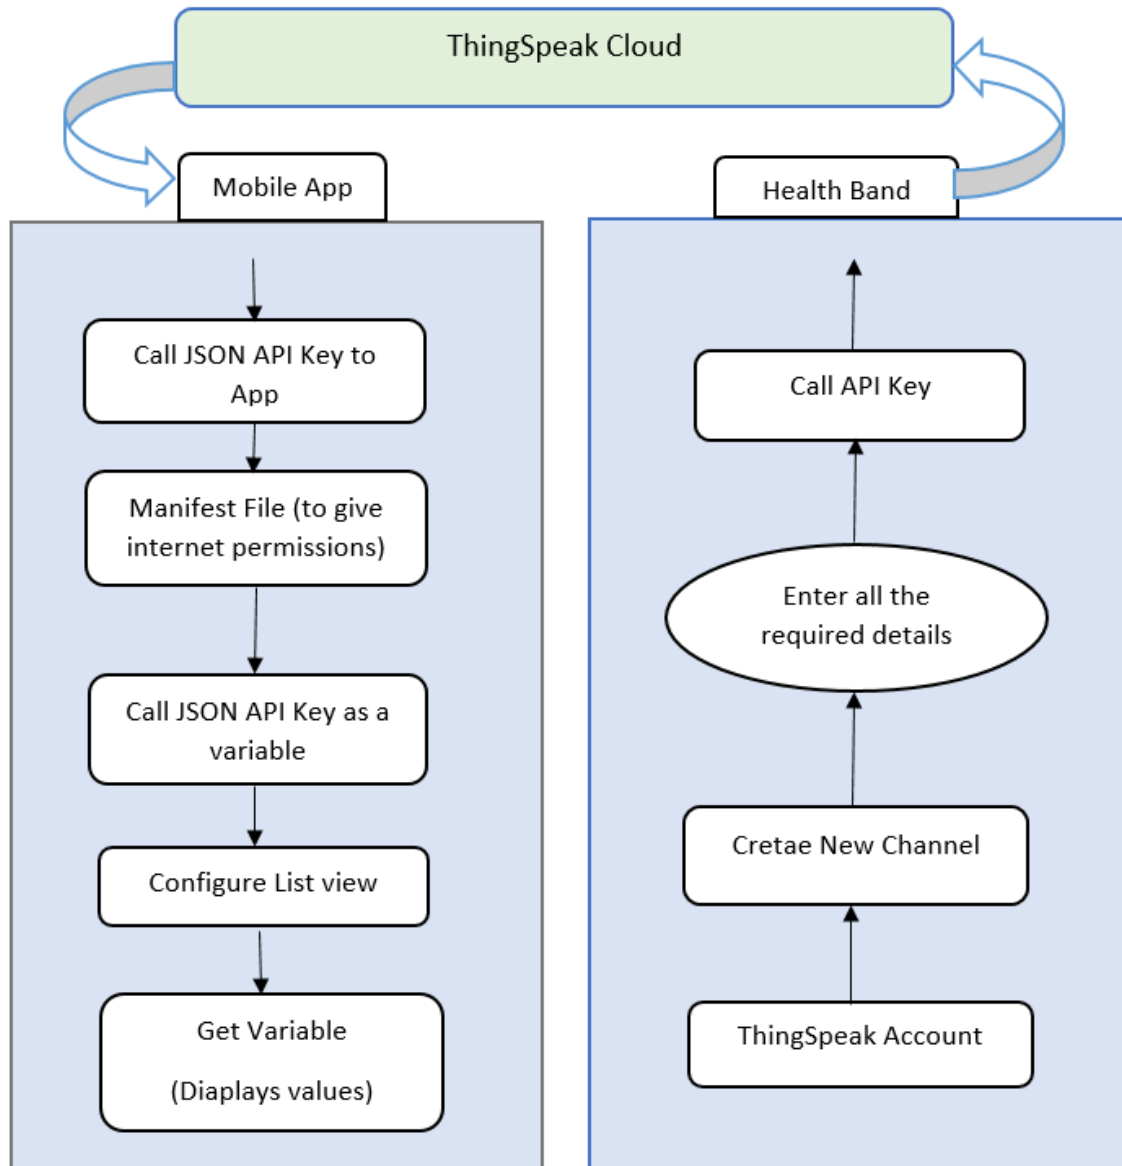 ThingSpeak Cloud
Mobile App
Call JSON API Key to
App
Manifest File (to give
internet permissions)
Call JSON API Key as a
variable
Configure List view
Get Variable
(Diaplays values)
Health Band
Call API Key
Enter all the
required details
Cretae New Channel
ThingSpeak Account